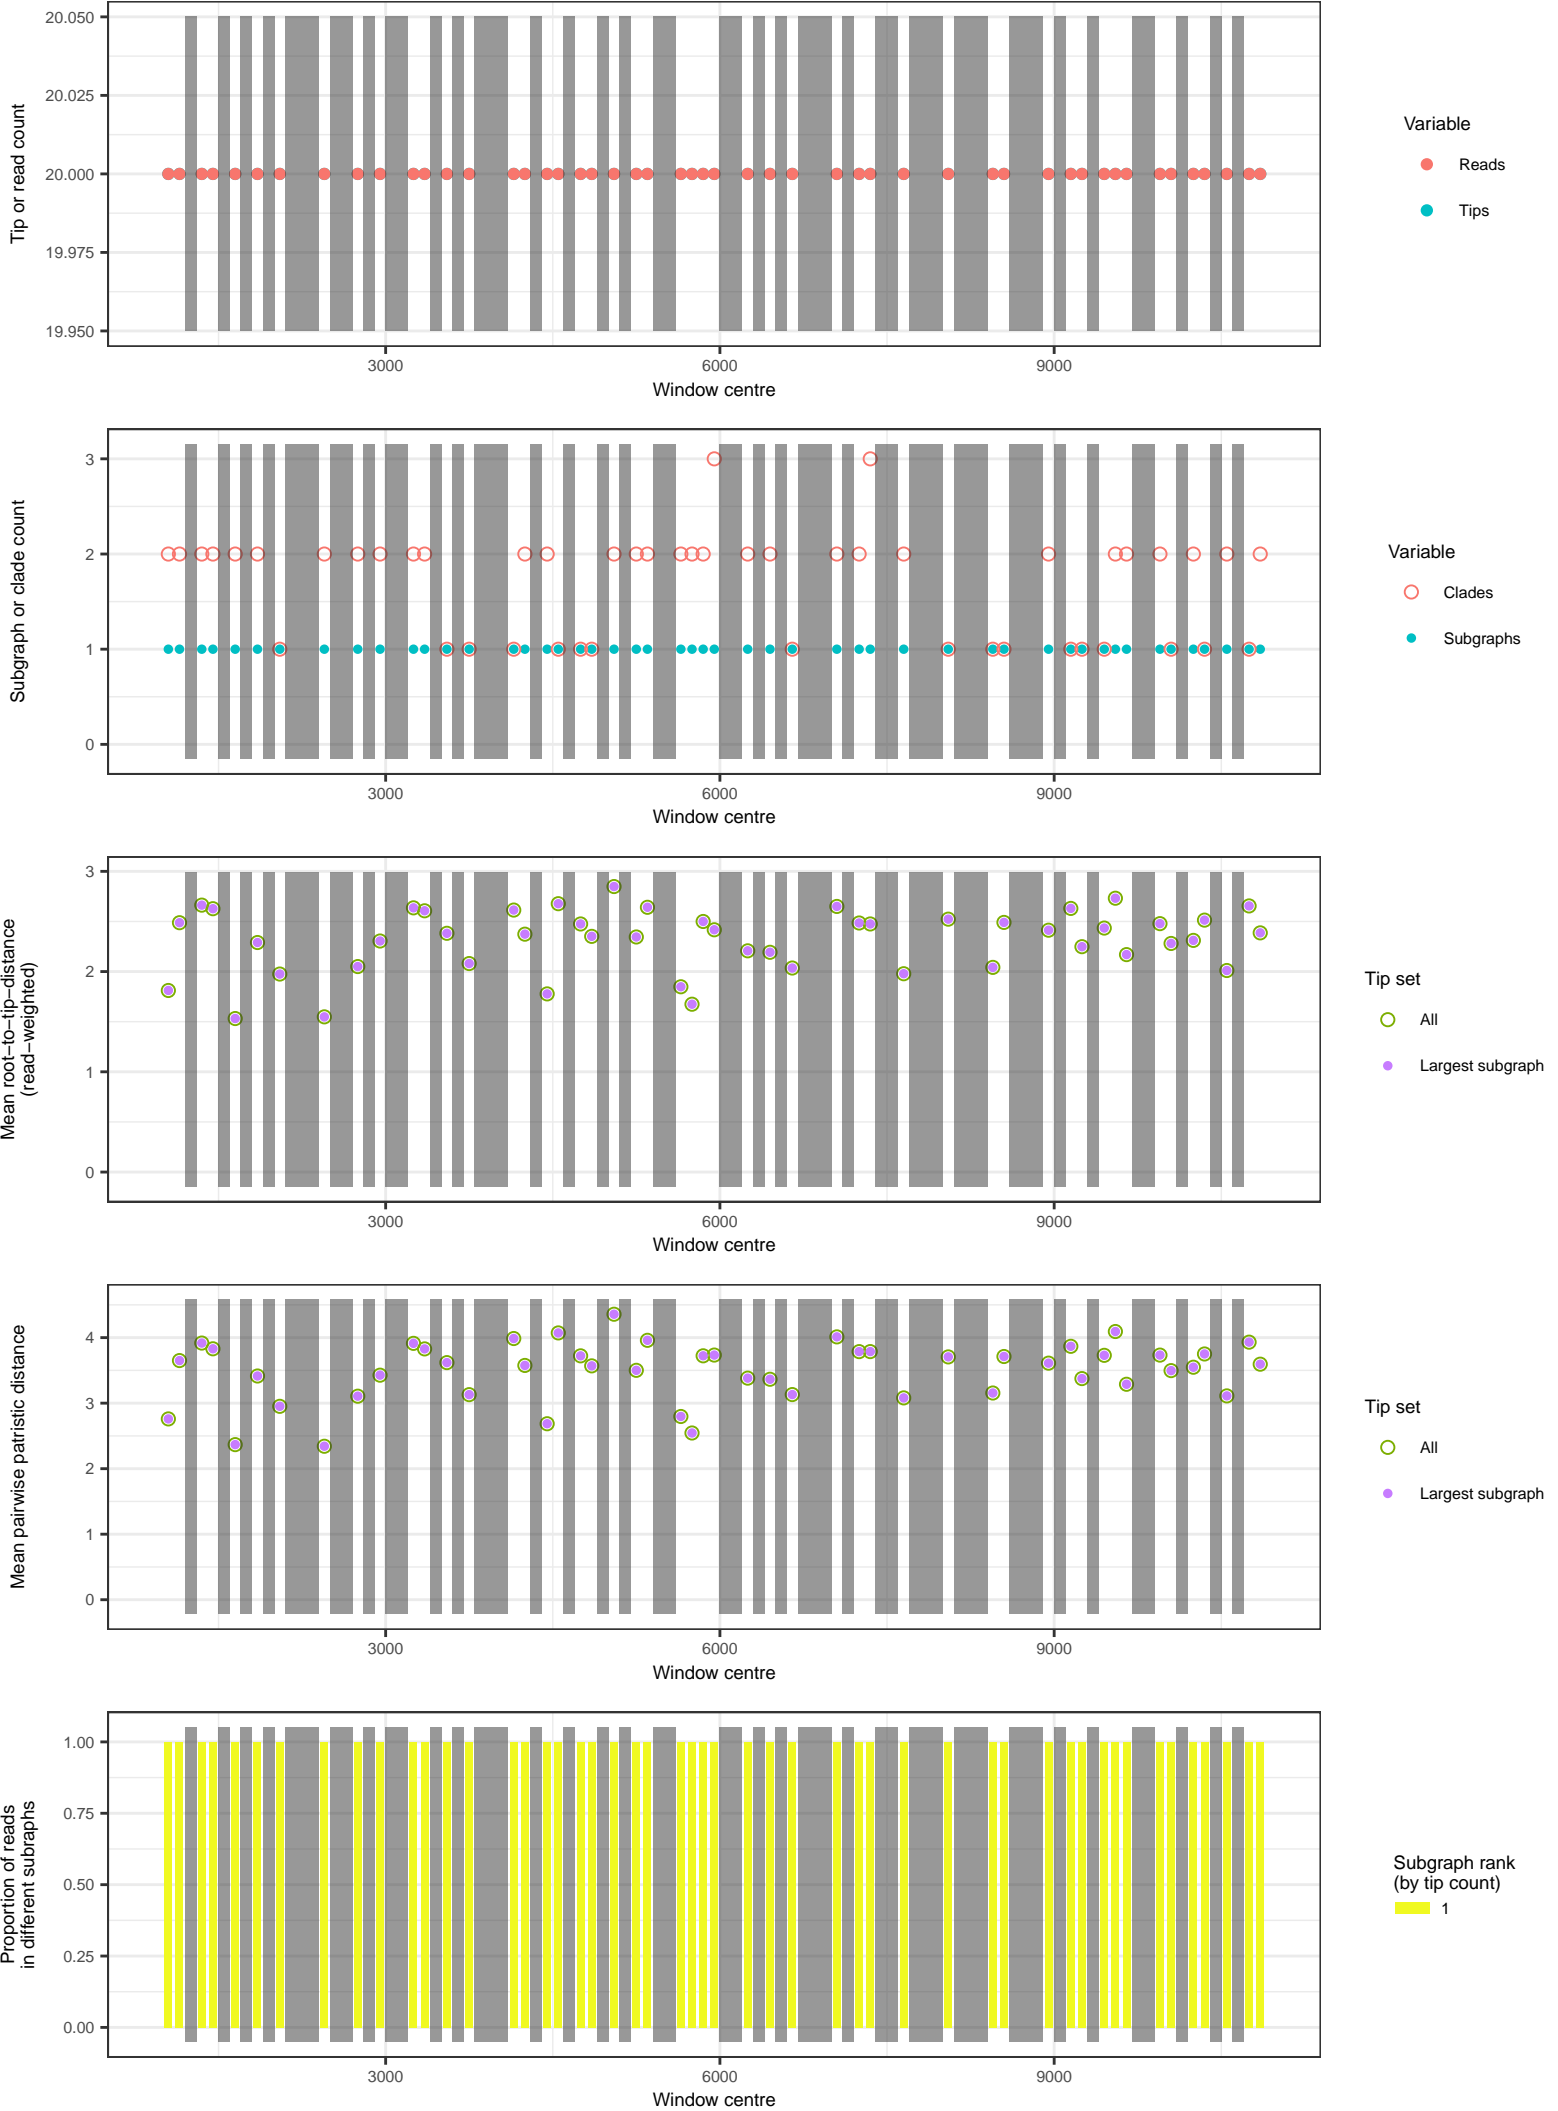 20.050
20.025
20.000
19.975
19.950
Tip or read count
3000
6000
9000
Window centre
Variable
Reads
Tips
3
2
1
0
Subgraph or clade count
3000
6000
9000
Window centre
Variable
Clades
Subgraphs
3
2
1
0
Mean root−to−tip−distance
(read−weighted)
3000
6000
9000
Window centre
Tip set
All
Largest subgraph
4
3
2
1
0
Mean pairwise patristic distance
3000
6000
9000
Window centre
Tip set
All
Largest subgraph
1.00
0.75
0.50
0.25
0.00
Proportion of reads
in different subraphs
3000
6000
9000
Window centre
Subgraph rank
(by tip count)
1